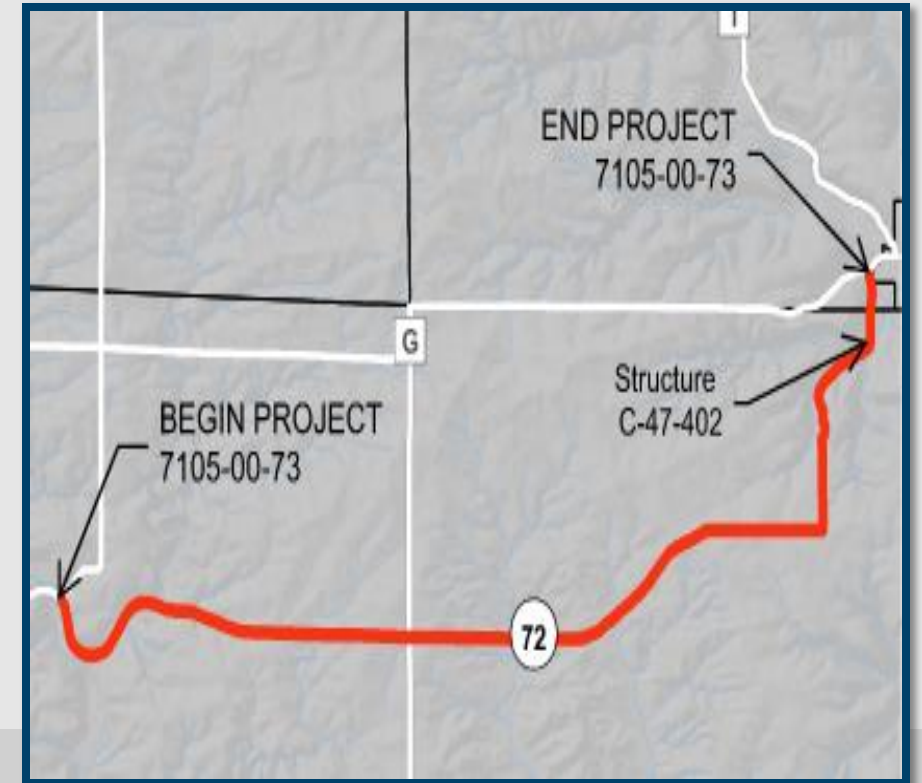 END PROJECT
7105-00-73
G
Structure
C-47-402
BEGIN PROJECT
7105-00-73
72